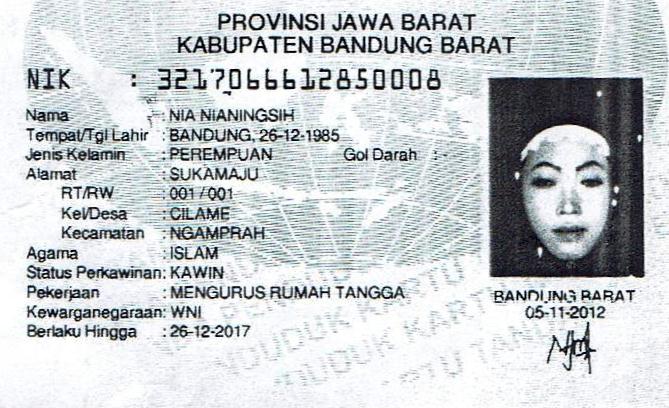 PROVINSI JAWA BARAT
KABUPATEN BANDUNG BARAT
NIK : 3217066612850008
Nama : NIA NIANINGSIH
Tempat/Tgl Lahir : BANDUNG, 26-12-1985
Jenis Kelamin : PEREMPUAN Gol Darah : -
Alamat : SUKAMAJU
RT/RW : 001 / 001
Kel/Desa : CILAME
Kecamatan : NGAMPRAH
Agama : ISLAM
Status Perkawinan: KAWIN
Pekerjaan : MENGURUS RUMAH TANGGA
Kewarganegaraan: WNI
Berlaku Hingga : 26-12-2017
BANDUNG BARAT
05-11-2012